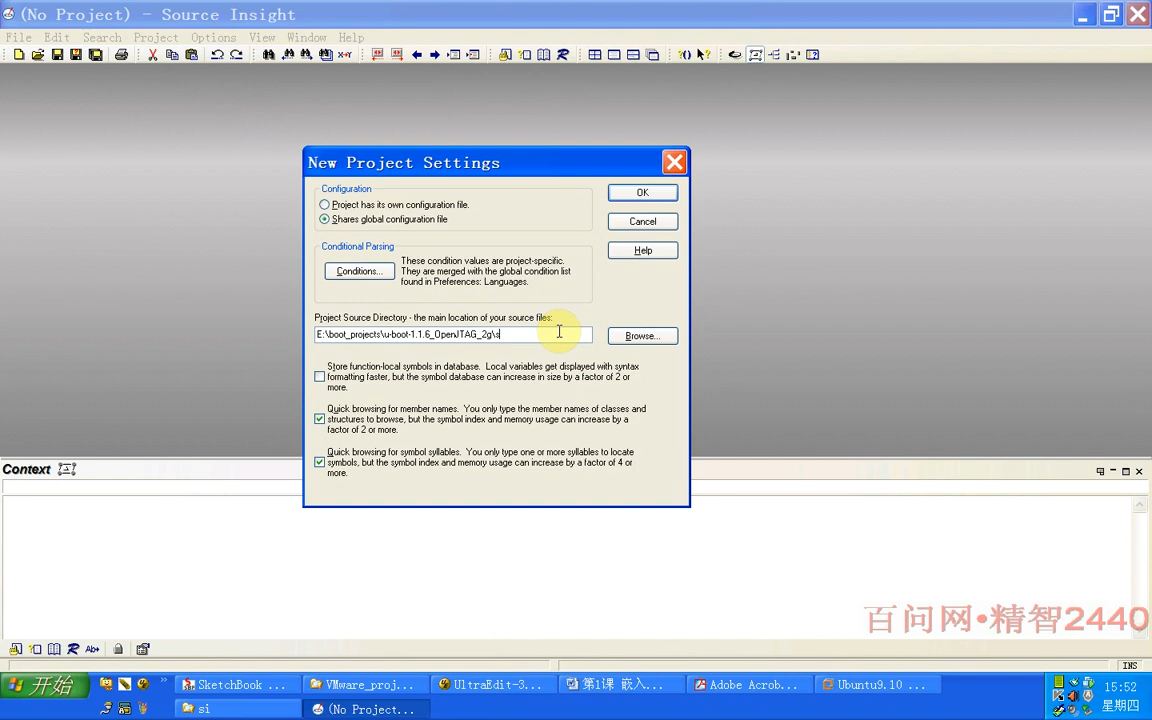 (No Project) - Source Insight
File Edit Search Project Options View Window Help
New Project Settings
Configuration
Project has its own configuration file.
Shares global configuration file
OK
Cancel
Help
Conditional Parsing
Conditions...
These condition values are project-specific.
They are merged with the global condition list
found in Preferences: Languages.
Project Source Directory - the main location of your source files:
E:\boot_projects\u-boot-1.1.6_OpenJTAG_2g\s
Browse...
Store function-local symbols in database. Local variables get displayed with syntax
formatting faster, but the symbol database can increase in size by a factor of 2 or
more.
Quick browsing for member names. You only type the member names of classes and
structures to browse, but the symbol index and memory usage can increase by a
factor of 2 or more.
Quick browsing for symbol syllables. You only type one or more syllables to locate
symbols, but the symbol index and memory usage can increase by a factor of 4 or
more.
Context
百问网•精智2440
INS
开始
SketchBook ...
VMware_proj...
UltraEdit-3...
第1课 嵌入...
Adobe Acrob...
Ubuntu9.10 ...
15:52
si
(No Project...
星期四